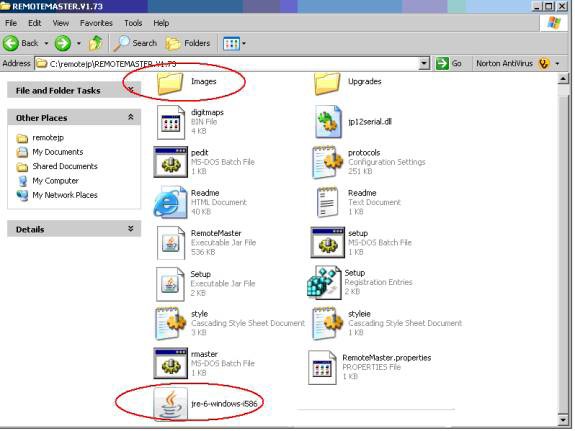 REMOTEMASTER.V1.73
File Edit View Favorites Tools Help
Back Search Folders
Address C:\remotejp\REMOTEMASTER.V1.73 Go Norton AntiVirus
File and Folder Tasks
Other Places
remotejp
My Documents
Shared Documents
My Computer
My Network Places
Details
Images
Upgrades
digitmaps
BIN File
4 KB
jp12serial.dll
pedit
MS-DOS Batch File
1 KB
protocols
Configuration Settings
251 KB
Readme
HTML Document
40 KB
Readme
Text Document
1 KB
RemoteMaster
Executable Jar File
536 KB
setup
MS-DOS Batch File
1 KB
Setup
Executable Jar File
2 KB
Setup
Registration Entries
2 KB
style
Cascading Style Sheet Document
3 KB
styleie
Cascading Style Sheet Document
1 KB
rmaster
MS-DOS Batch File
1 KB
RemoteMaster.properties
PROPERTIES File
1 KB
jre-6-windows-i586